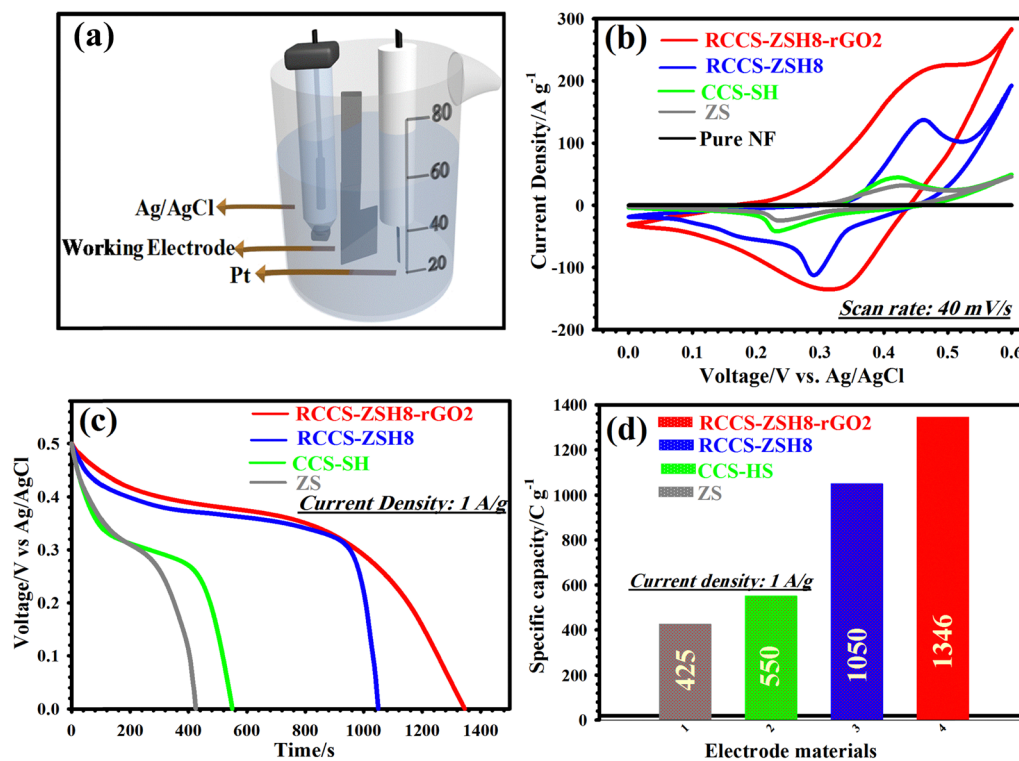 (a)
80
60
40
20
Ag/AgCl
Working Electrode
Pt
(b)
RCCS-ZSH8-rGO2
RCCS-ZSH8
CCS-SH
ZS
Pure NF
Current Density/A g-1
300
200
100
0
-100
-200
Scan rate: 40 mV/s
0.0 0.1 0.2 0.3 0.4 0.5 0.6
Voltage/V vs. Ag/AgCl
(c)
RCCS-ZSH8-rGO2
RCCS-ZSH8
CCS-SH
ZS
Current Density: 1 A/g
Voltage/V vs Ag/AgCl
0.5
0.4
0.3
0.2
0.1
0.0
0 200 400 600 800 1000 1200 1400
Time/s
(d)
RCCS-ZSH8-rGO2
RCCS-ZSH8
CCS-HS
ZS
Current density: 1 A/g
Specific capacity/C g-1
1400
1200
1000
800
600
400
200
0
425
550
1050
1346
1 2 3 4
Electrode materials